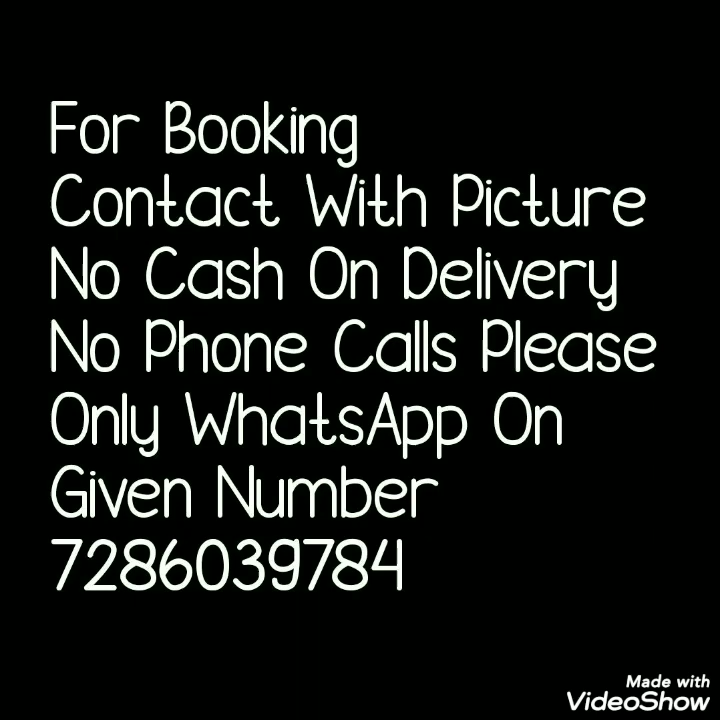 For Booking
Contact With Picture
No Cash On Delivery
No Phone Calls Please
Only WhatsApp On
Given Number
7286039784
Made with
VideoShow